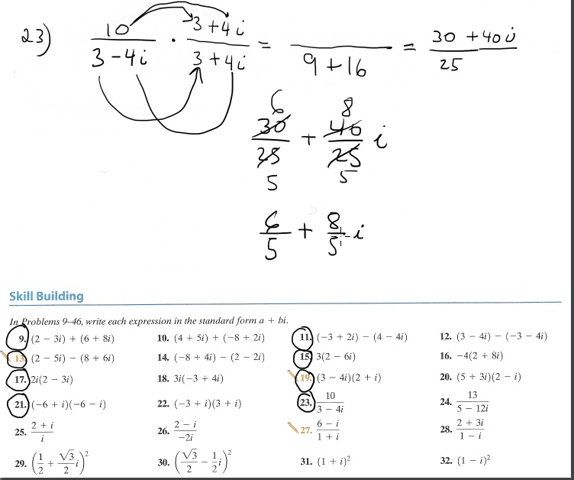 23) 10/(3-4i) · (3+4i)/(3+4i) = /(9+16) = (30+40i)/25
6 8
30/25 + 40/25 i
5 5
6/5 + 8/5 i
Skill Building
In Problems 9–46, write each expression in the standard form a + bi.
9. (2 − 3i) + (6 + 8i) 10. (4 + 5i) + (−8 + 2i) 11. (−3 + 2i) − (4 − 4i) 12. (3 − 4i) − (−3 − 4i)
13. (2 − 5i) − (8 + 6i) 14. (−8 + 4i) − (2 − 2i) 15. 3(2 − 6i) 16. −4(2 + 8i)
17. 2i(2 − 3i) 18. 3i(−3 + 4i) 19. (3 − 4i)(2 + i) 20. (5 + 3i)(2 − i)
21. (−6 + i)(−6 − i) 22. (−3 + i)(3 + i) 23. 10/(3 − 4i) 24. 13/(5 − 12i)
25. (2 + i)/i 26. (2 − i)/(−2i) 27. (6 − i)/(1 + i) 28. (2 + 3i)/(1 − i)
29. (1/2 + √3/2 i)² 30. (√3/2 − 1/2 i)² 31. (1 + i)² 32. (1 − i)²